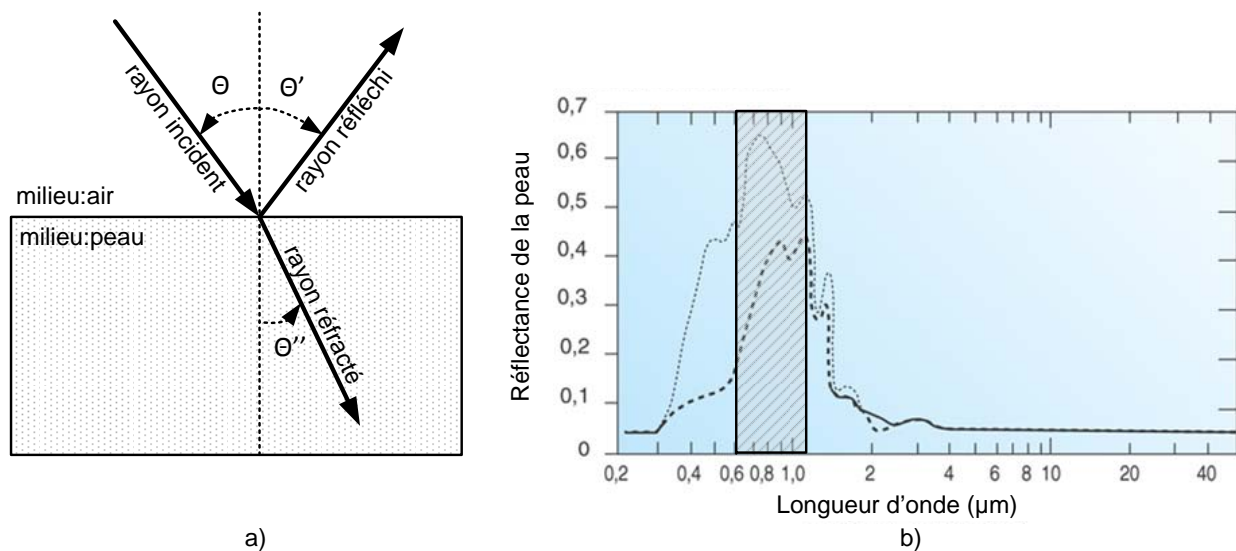 Θ
Θ'
rayon incident
rayon réfléchi
milieu:air
milieu:peau
rayon réfracté
Θ''
a)
Réflectance de la peau
0,7
0,6
0,5
0,4
0,3
0,2
0,1
0
0,2 0,4 0,6 0,8 1,0 2 4 6 8 10 20 40
Longueur d'onde (µm)
b)